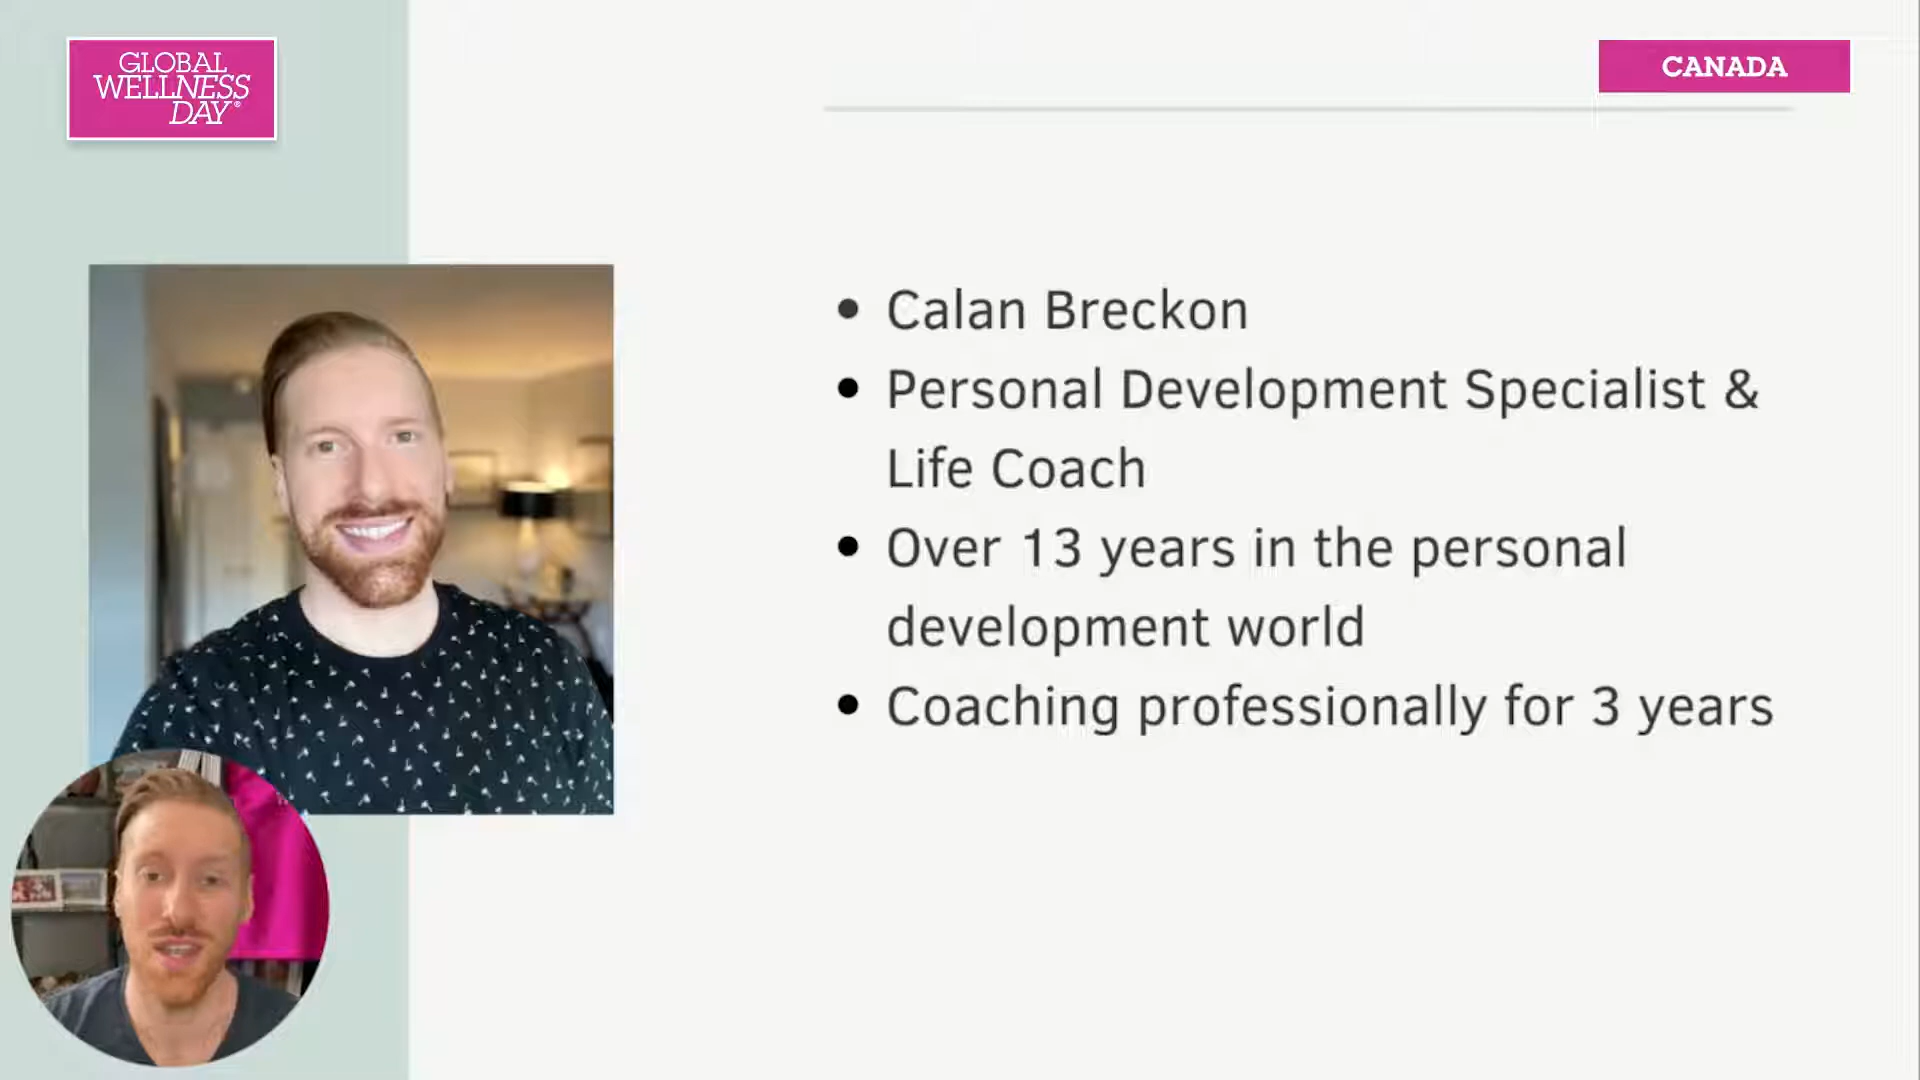 GLOBAL
WELLNESS
DAY®
CANADA
• Calan Breckon
• Personal Development Specialist &
Life Coach
• Over 13 years in the personal
development world
• Coaching professionally for 3 years